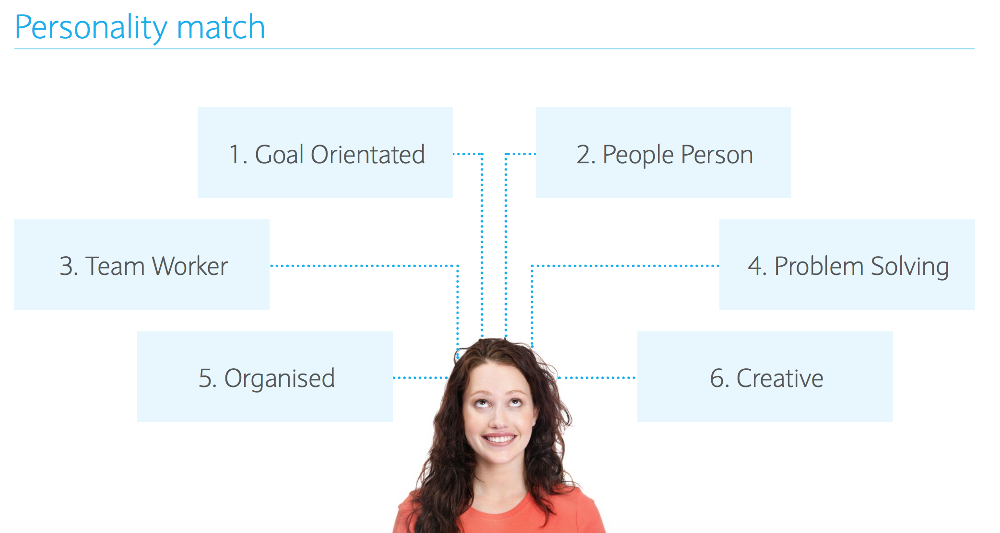 Personality match
1. Goal Orientated
2. People Person
3. Team Worker
4. Problem Solving
5. Organised
6. Creative